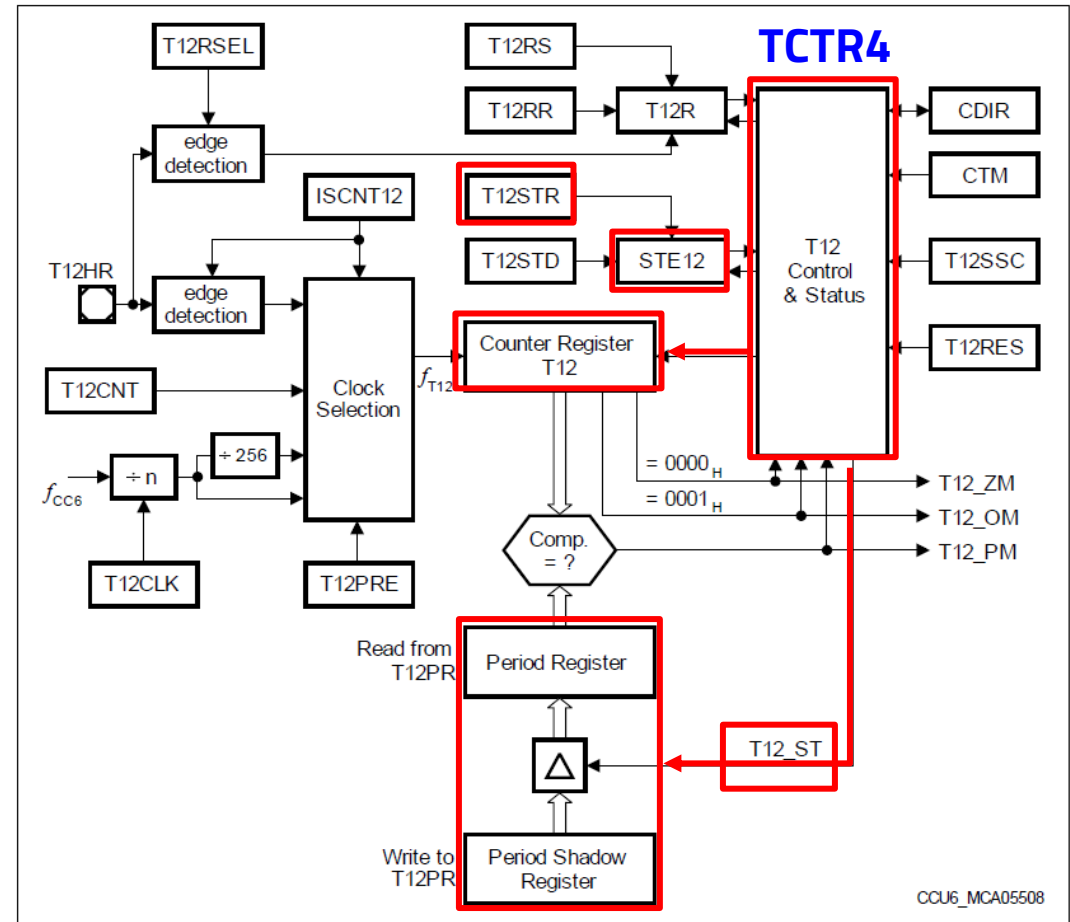 TCTR4
T12RSEL
T12RS
T12RR
T12R
CDIR
edge
detection
CTM
ISCNT12
T12STR
T12STD
STE12
T12
Control
& Status
T12SSC
T12HR
edge
detection
Counter Register
T12
T12RES
T12CNT
Clock
Selection
fT12
÷ 256
÷ n
fCC6
= 0000H
= 0001H
T12_ZM
T12_OM
T12_PM
Comp.
= ?
T12CLK
T12PRE
Read from
T12PR
Period Register
T12_ST
Δ
Write to
T12PR
Period Shadow
Register
CCU6_MCA05508